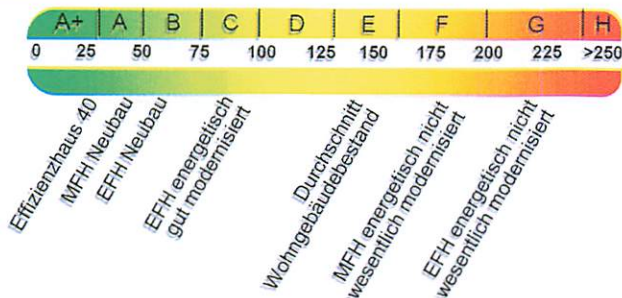 A+ A B C D E F G H
0 25 50 75 100 125 150 175 200 225 >250
Effizienzhaus 40
MFH Neubau
EFH Neubau
EFH energetisch
gut modernisiert
Durchschnitt
Wohngebäudebestand
MFH energetisch nicht
wesentlich modernisiert
EFH energetisch nicht
wesentlich modernisiert